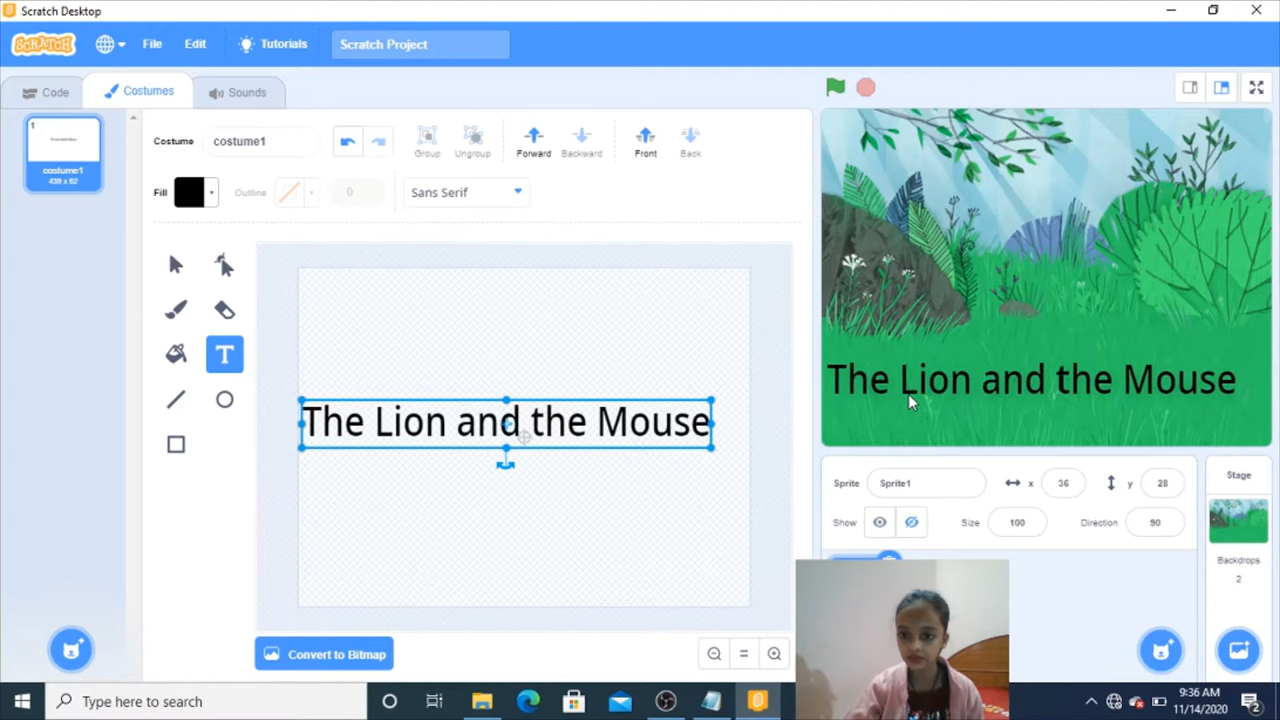 Scratch Desktop
SCRATCH File Edit Tutorials Scratch Project
Code Costumes Sounds
1
costume1
439 x 62
Costume costume1 Group Ungroup Forward Backward Front Back
Fill Outline 0 Sans Serif
T
The Lion and the Mouse
The Lion and the Mouse
Convert to Bitmap
Sprite Sprite1 x 36 y 28
Show Size 100 Direction 90
Stage
Backdrops
2
Type here to search
9:36 AM
11/14/2020
2